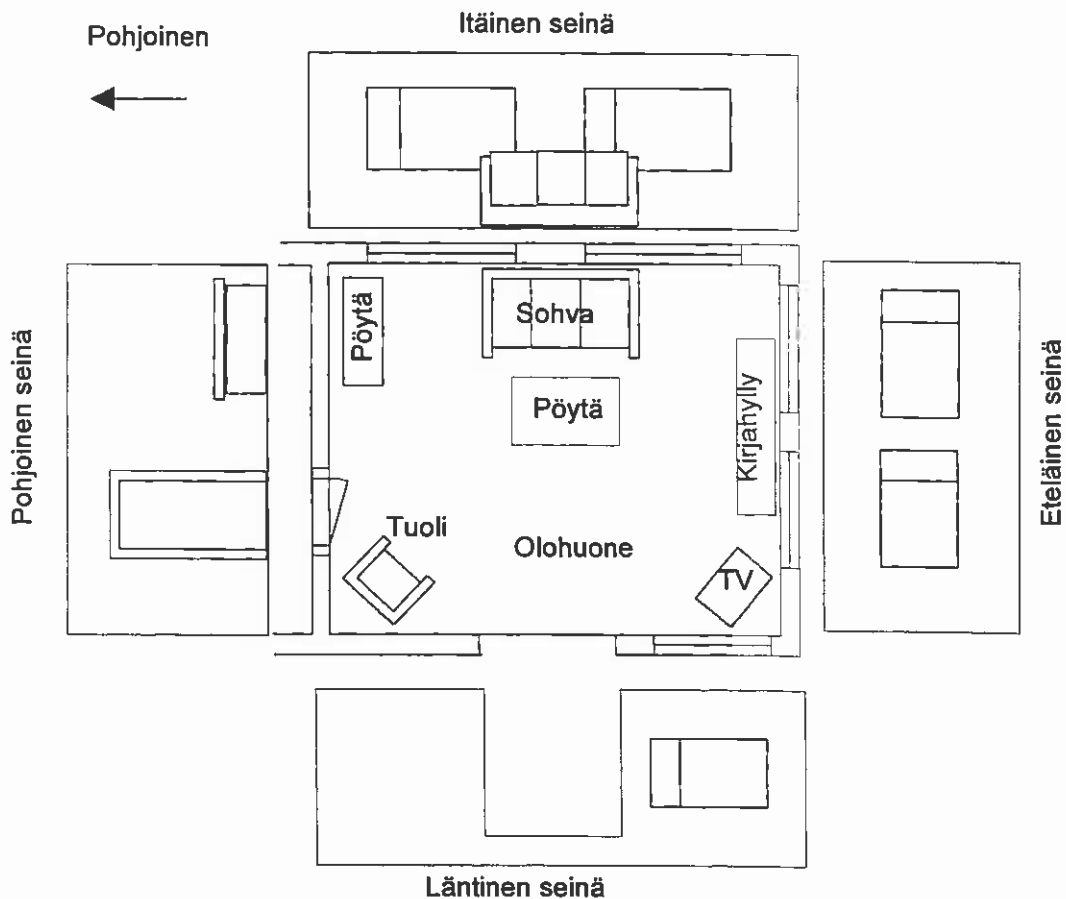 Itäinen seinä
Pohjoinen
Pohjoinen seinä
Pöytä
Sohva
Pöytä
Kirjahylly
Eteläinen seinä
Tuoli
Olohuone
TV
Läntinen seinä